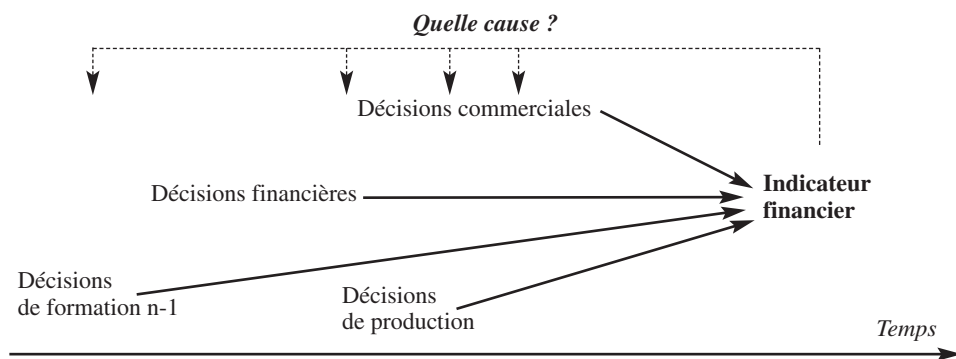 Quelle cause ?
Décisions commerciales
Décisions financières
Indicateur
financier
Décisions
de formation n-1
Décisions
de production
Temps